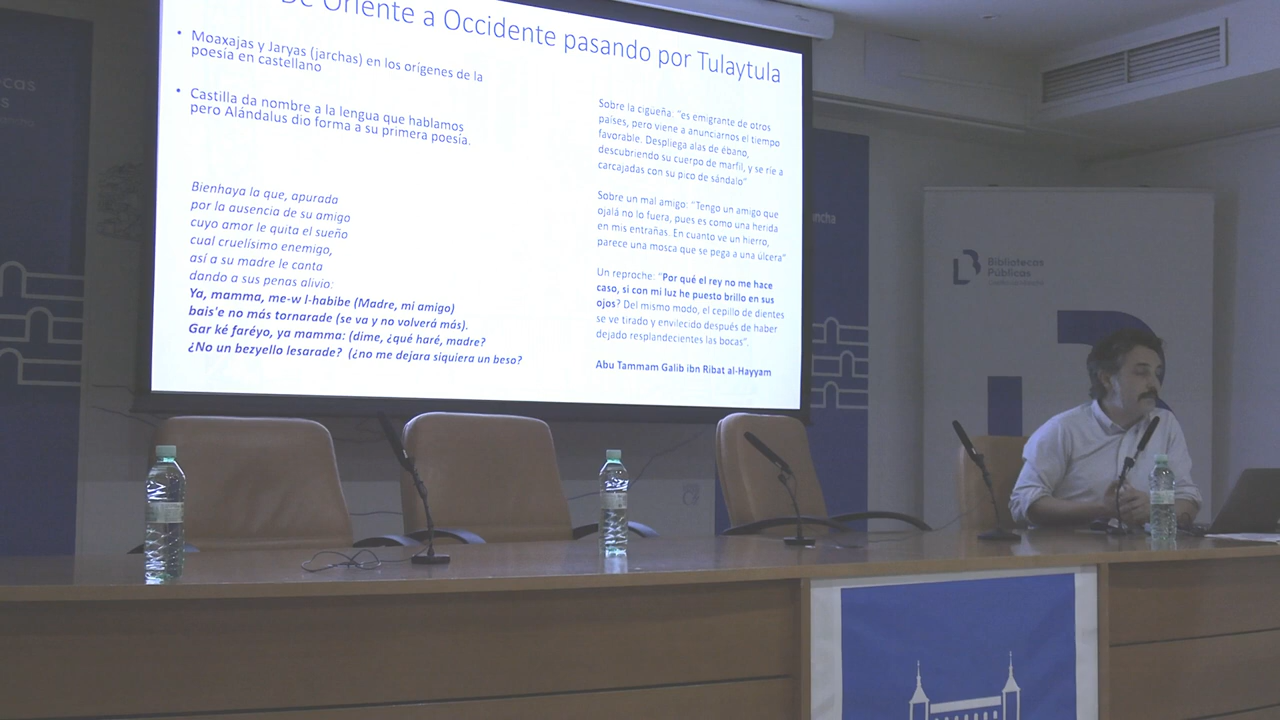 De Oriente a Occidente pasando por Tulaytula
• Moaxajas y Jaryas (jarchas) en los orígenes de la
poesía en castellano
• Castilla da nombre a la lengua que hablamos
pero Alándalus dio forma a su primera poesía.
Bienhaya la que, apurada
por la ausencia de su amigo
cuyo amor le quita el sueño
cual cruelísimo enemigo,
así a su madre le canta
dando a sus penas alivio:
Ya, mamma, me-w l-habibe (Madre, mi amigo)
bais'e no más tornarade (se va y no volverá más).
Gar ké faréyo, ya mamma: (dime, ¿qué haré, madre?
¿No un bezyello lesarade? (¿no me dejara siquiera un beso?
Sobre la cigueña: "es emigrante de otros
países, pero viene a anunciarnos el tiempo
favorable. Despliega alas de ébano,
descubriendo su cuerpo de marfil, y se ríe a
carcajadas con su pico de sándalo"
Sobre un mal amigo: "Tengo un amigo que
ojalá no lo fuera, pues es como una herida
en mis entrañas. En cuanto ve un hierro,
parece una mosca que se pega a una úlcera"
Un reproche: "Por qué el rey no me hace
caso, si con mi luz he puesto brillo en sus
ojos? Del mismo modo, el cepillo de dientes
se ve tirado y envilecido después de haber
dejado resplandecientes las bocas".
Abu Tammam Galib ibn Ribat al-Hayyam
Bibliotecas
Públicas